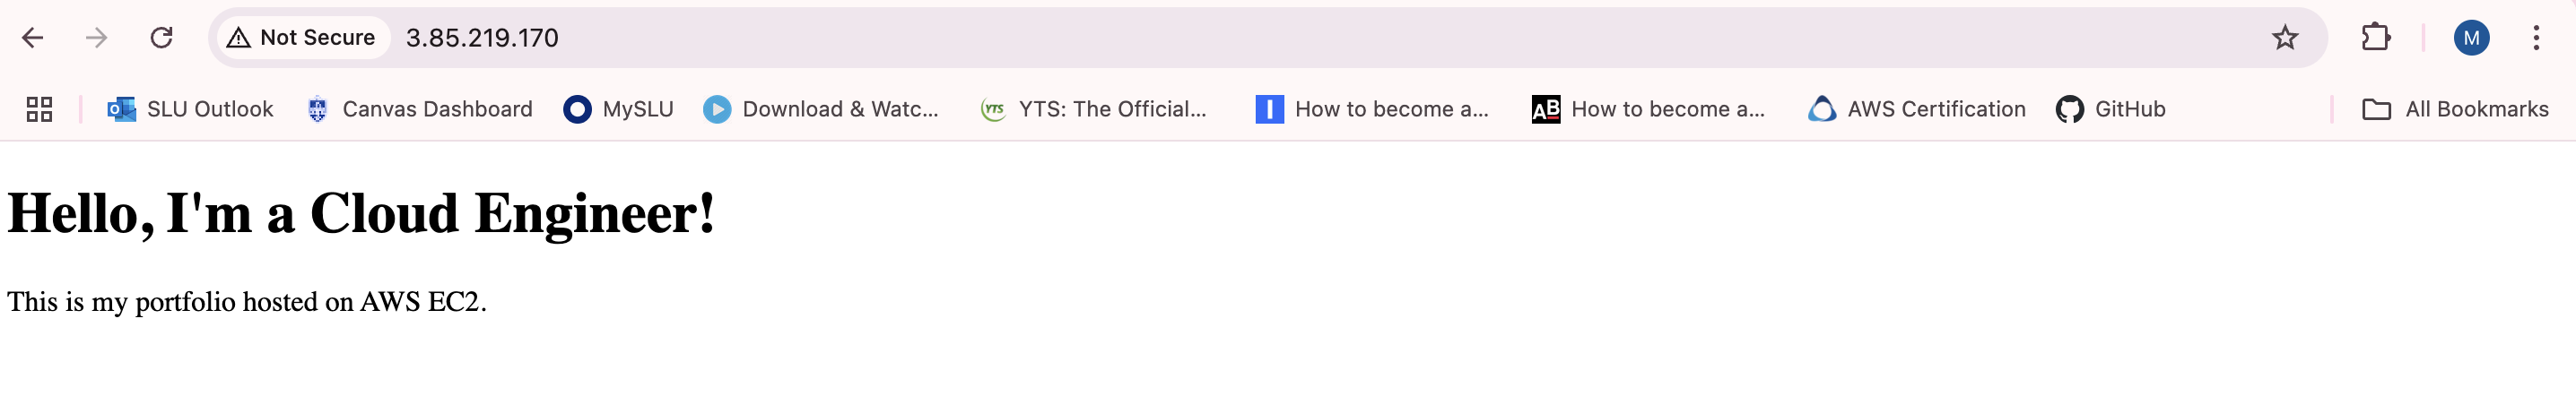 Not Secure 3.85.219.170 M
SLU Outlook Canvas Dashboard MySLU Download & Watc... YTS YTS: The Official... I How to become a... AB How to become a... AWS Certification GitHub All Bookmarks
Hello, I'm a Cloud Engineer!
This is my portfolio hosted on AWS EC2.